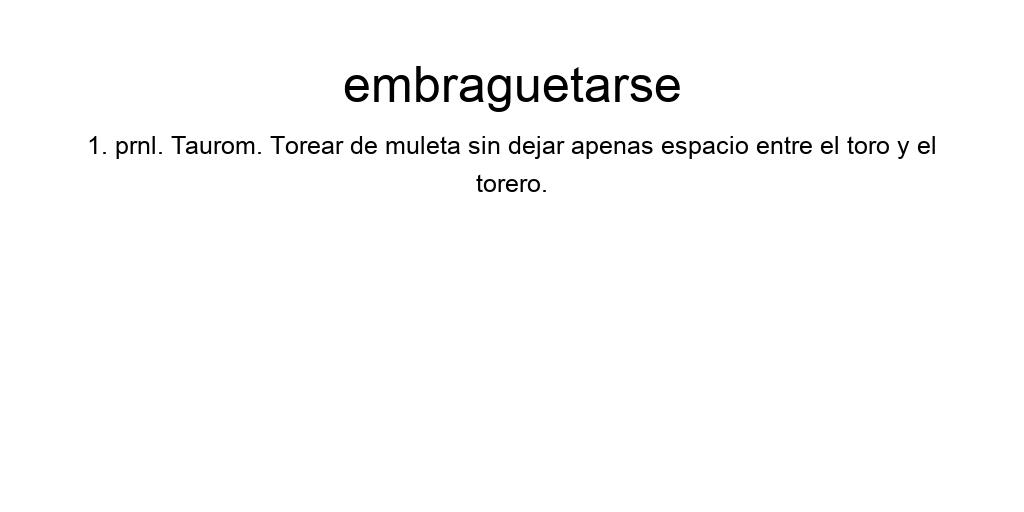 embraguetarse
1. prnl. Taurom. Torear de muleta sin dejar apenas espacio entre el toro y el
torero.